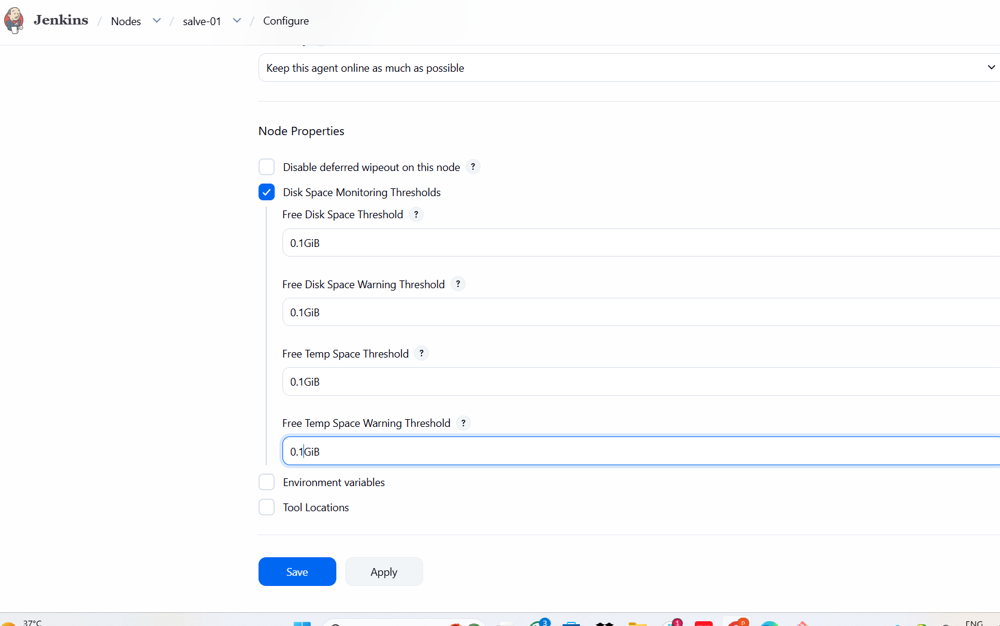 Jenkins / Nodes / salve-01 / Configure
Keep this agent online as much as possible
Node Properties
Disable deferred wipeout on this node ?
Disk Space Monitoring Thresholds
Free Disk Space Threshold ?
0.1GiB
Free Disk Space Warning Threshold ?
0.1GiB
Free Temp Space Threshold ?
0.1GiB
Free Temp Space Warning Threshold ?
0.1GiB
Environment variables
Tool Locations
Save Apply
37°C
3
1
P
ENG